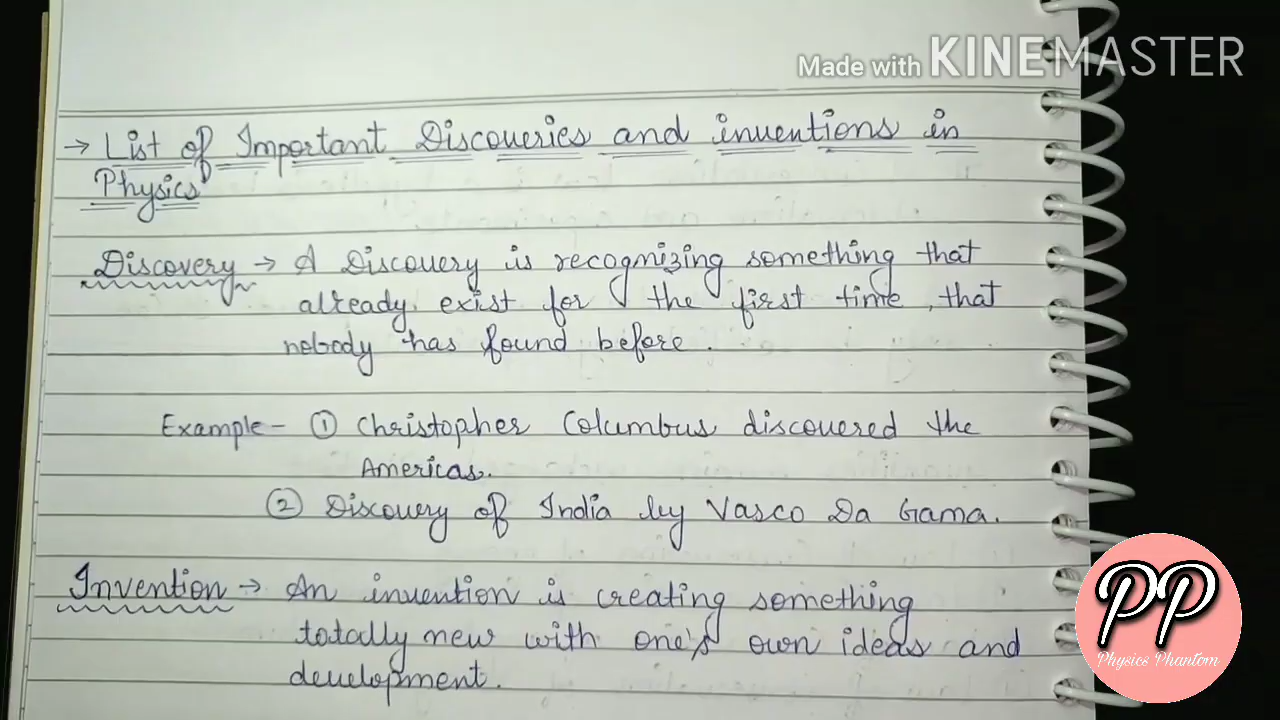 Made with KINEMASTER
→ List of Important Discoveries and inventions in
Physics
Discovery → A Discovery is recognizing something that
already exist for the first time, that
nobody has found before.
Example - ① Christopher Columbus discovered the
Americas.
② Discovery of India by Vasco Da Gama.
Invention → An invention is creating something
totally new with one's own ideas and
development.
PP
Physics Phantom